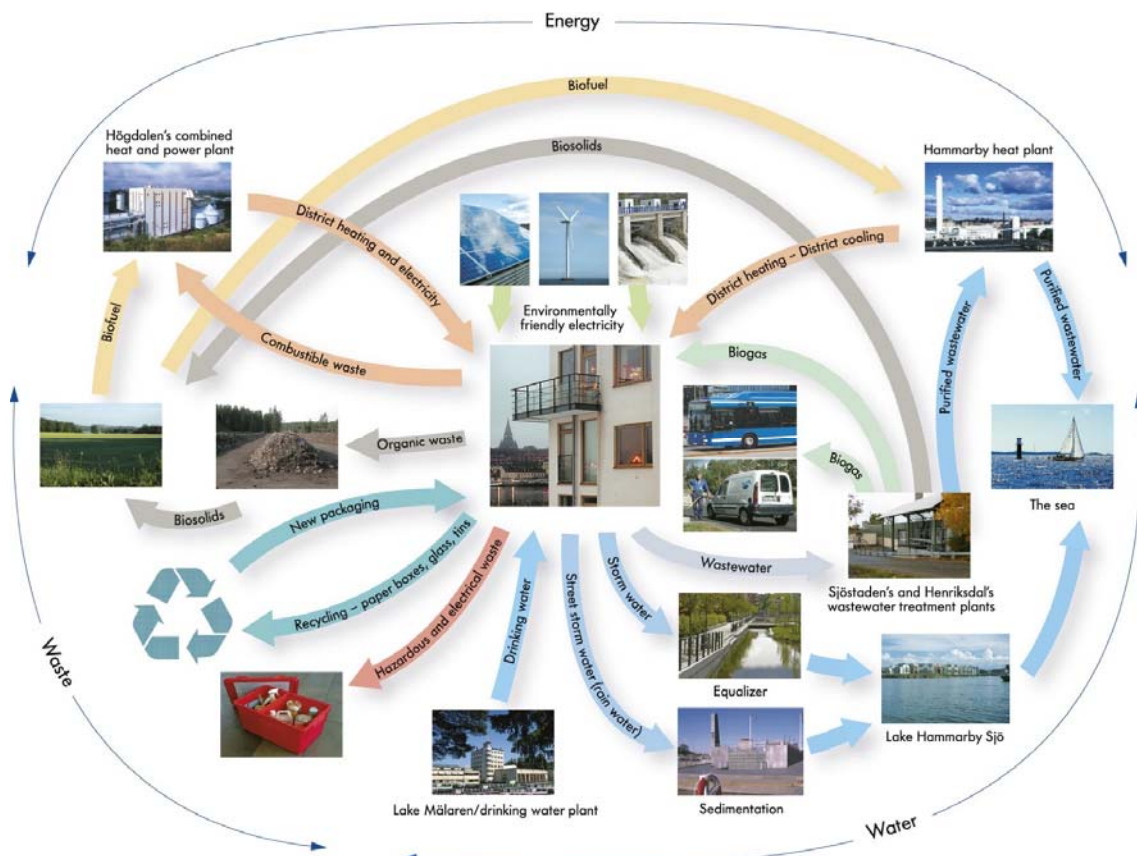 Energy
Biofuel
Högdalen's combined
heat and power plant
Biosolids
Hammarby heat plant
District heating and electricity
District heating – District cooling
Environmentally
friendly electricity
Biofuel
Combustible waste
Biogas
Purified wastewater
Purified wastewater
Organic waste
Biogas
Biosolids
New packaging
The sea
Recycling – paper boxes, glass, tins
Hazardous and electrical waste
Drinking water
Street storm water (rain water)
Storm water
Wastewater
Sjöstaden's and Henriksdal's
wastewater treatment plants
Waste
Equalizer
Lake Hammarby Sjö
Lake Mälaren/drinking water plant
Sedimentation
Water